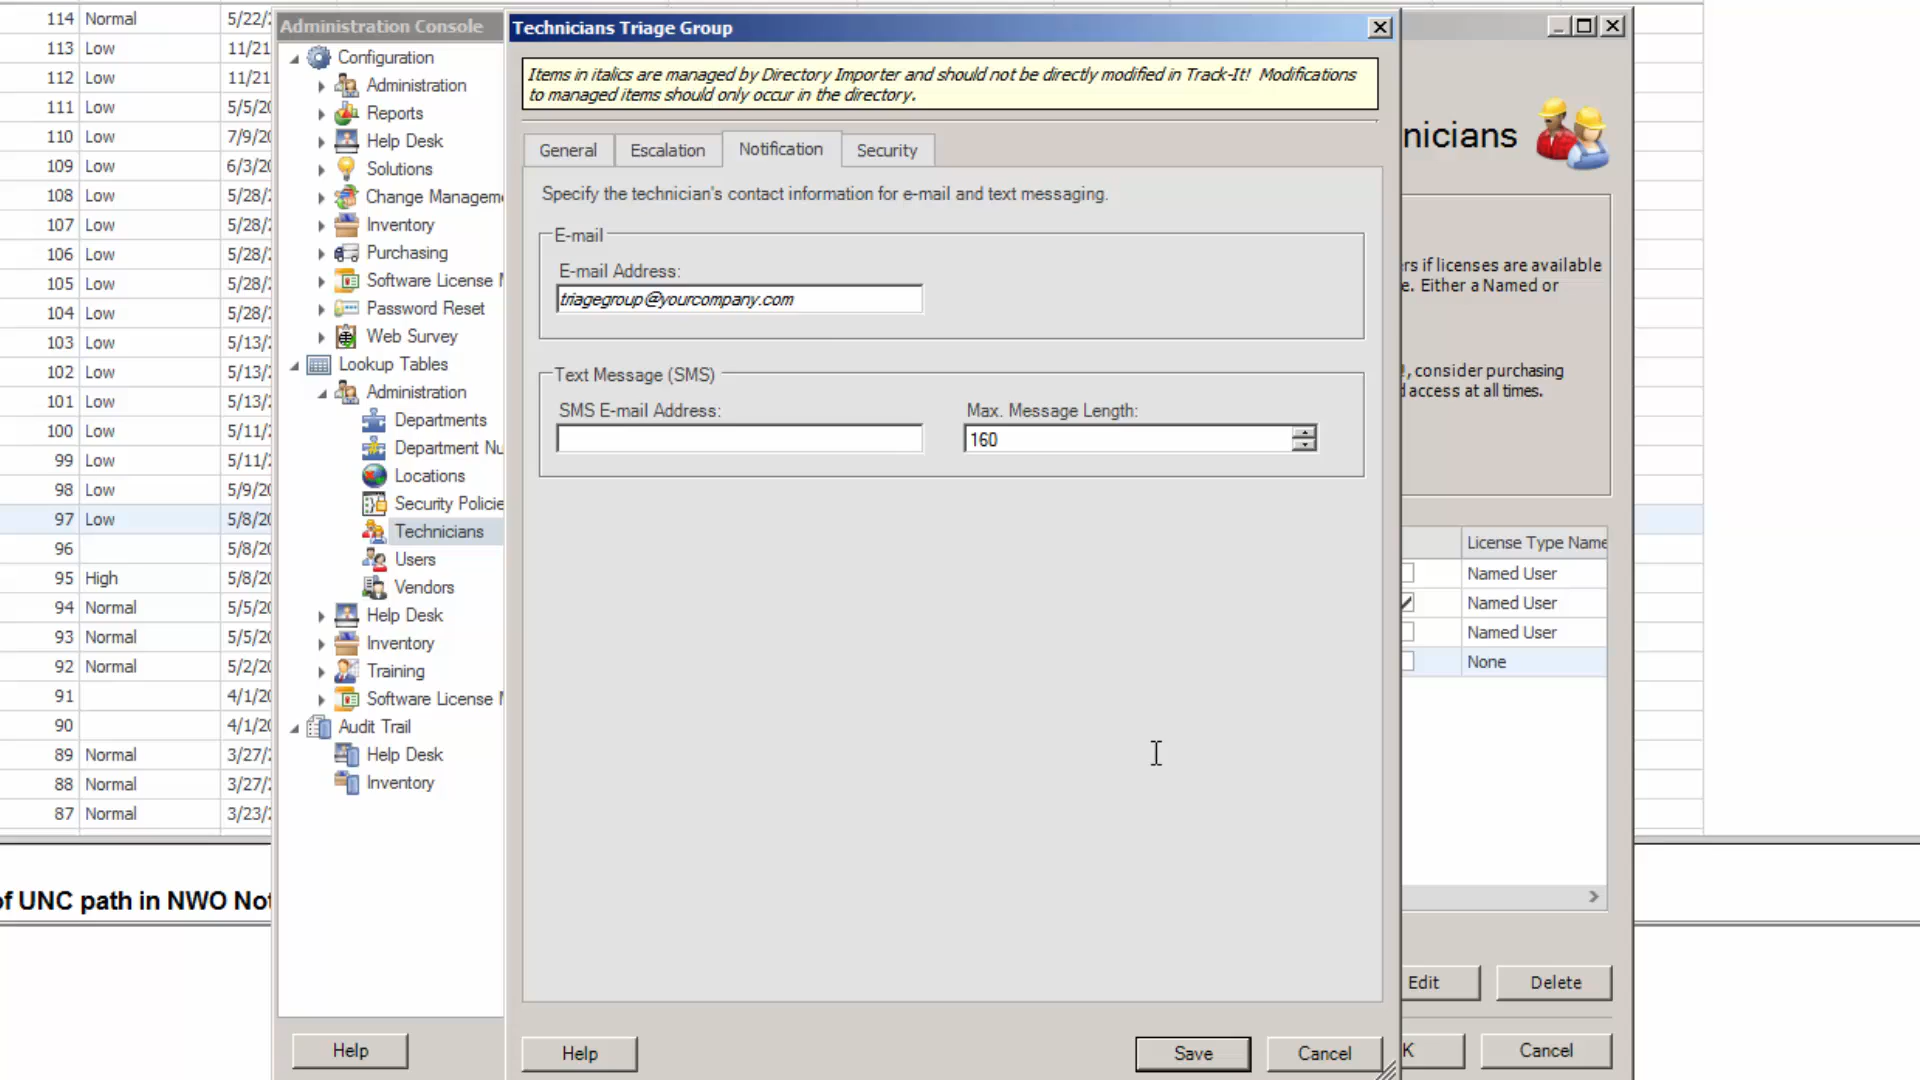 114 Normal 5/22/
113 Low 11/21
112 Low 11/21
111 Low 5/5/20
110 Low 7/9/20
109 Low 6/3/20
108 Low 5/28/
107 Low 5/28/
106 Low 5/28/
105 Low 5/28/
104 Low 5/28/
103 Low 5/13/
102 Low 5/13/
101 Low 5/13/
100 Low 5/11/
99 Low 5/11/
98 Low 5/9/20
97 Low 5/8/20
96 5/8/20
95 High 5/8/20
94 Normal 5/5/20
93 Normal 5/5/20
92 Normal 5/2/20
91 4/1/20
90 4/1/20
89 Normal 3/27/
88 Normal 3/27/
87 Normal 3/23/
of UNC path in NWO Not
Administration Console
Configuration
Administration
Reports
Help Desk
Solutions
Change Managem
Inventory
Purchasing
Software License
Password Reset
Web Survey
Lookup Tables
Administration
Departments
Department Nu
Locations
Security Policie
Technicians
Users
Vendors
Help Desk
Inventory
Training
Software License
Audit Trail
Help Desk
Inventory
Help
Technicians Triage Group
Items in italics are managed by Directory Importer and should not be directly modified in Track-It! Modifications
to managed items should only occur in the directory.
General Escalation Notification Security
Specify the technician's contact information for e-mail and text messaging.
E-mail
E-mail Address:
triagegroup@yourcompany.com
Text Message (SMS)
SMS E-mail Address: Max. Message Length:
160
Help Save Cancel
nicians
rs if licenses are available
e. Either a Named or
!, consider purchasing
d access at all times.
License Type Name
Named User
Named User
Named User
None
Edit Delete
K Cancel